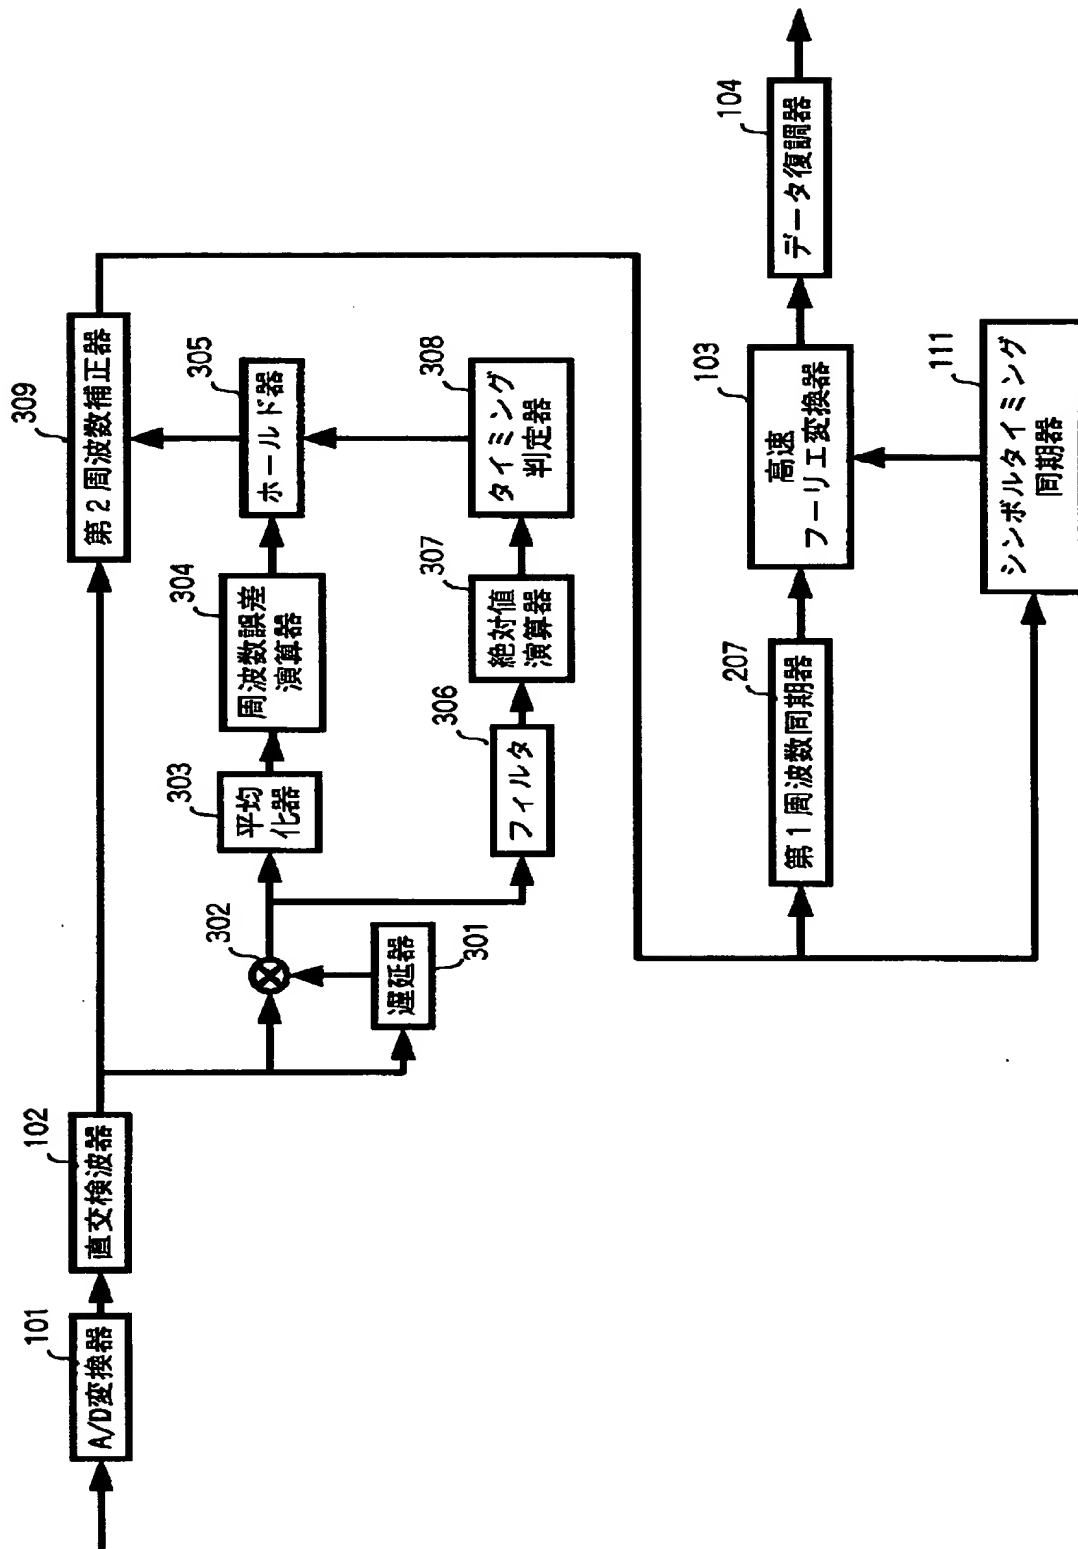 101
A/D変換器
102
直交検波器
309
第2周波数補正器
301
遅延器
302
303
平均
化器
304
周波数誤差
演算器
305
ホールド器
306
フィルタ
307
絶対値
演算器
308
タイミング
判定器
207
第1周波数同期器
103
高速
フーリエ変換器
104
データ復調器
111
シンボルタイミング
同期器